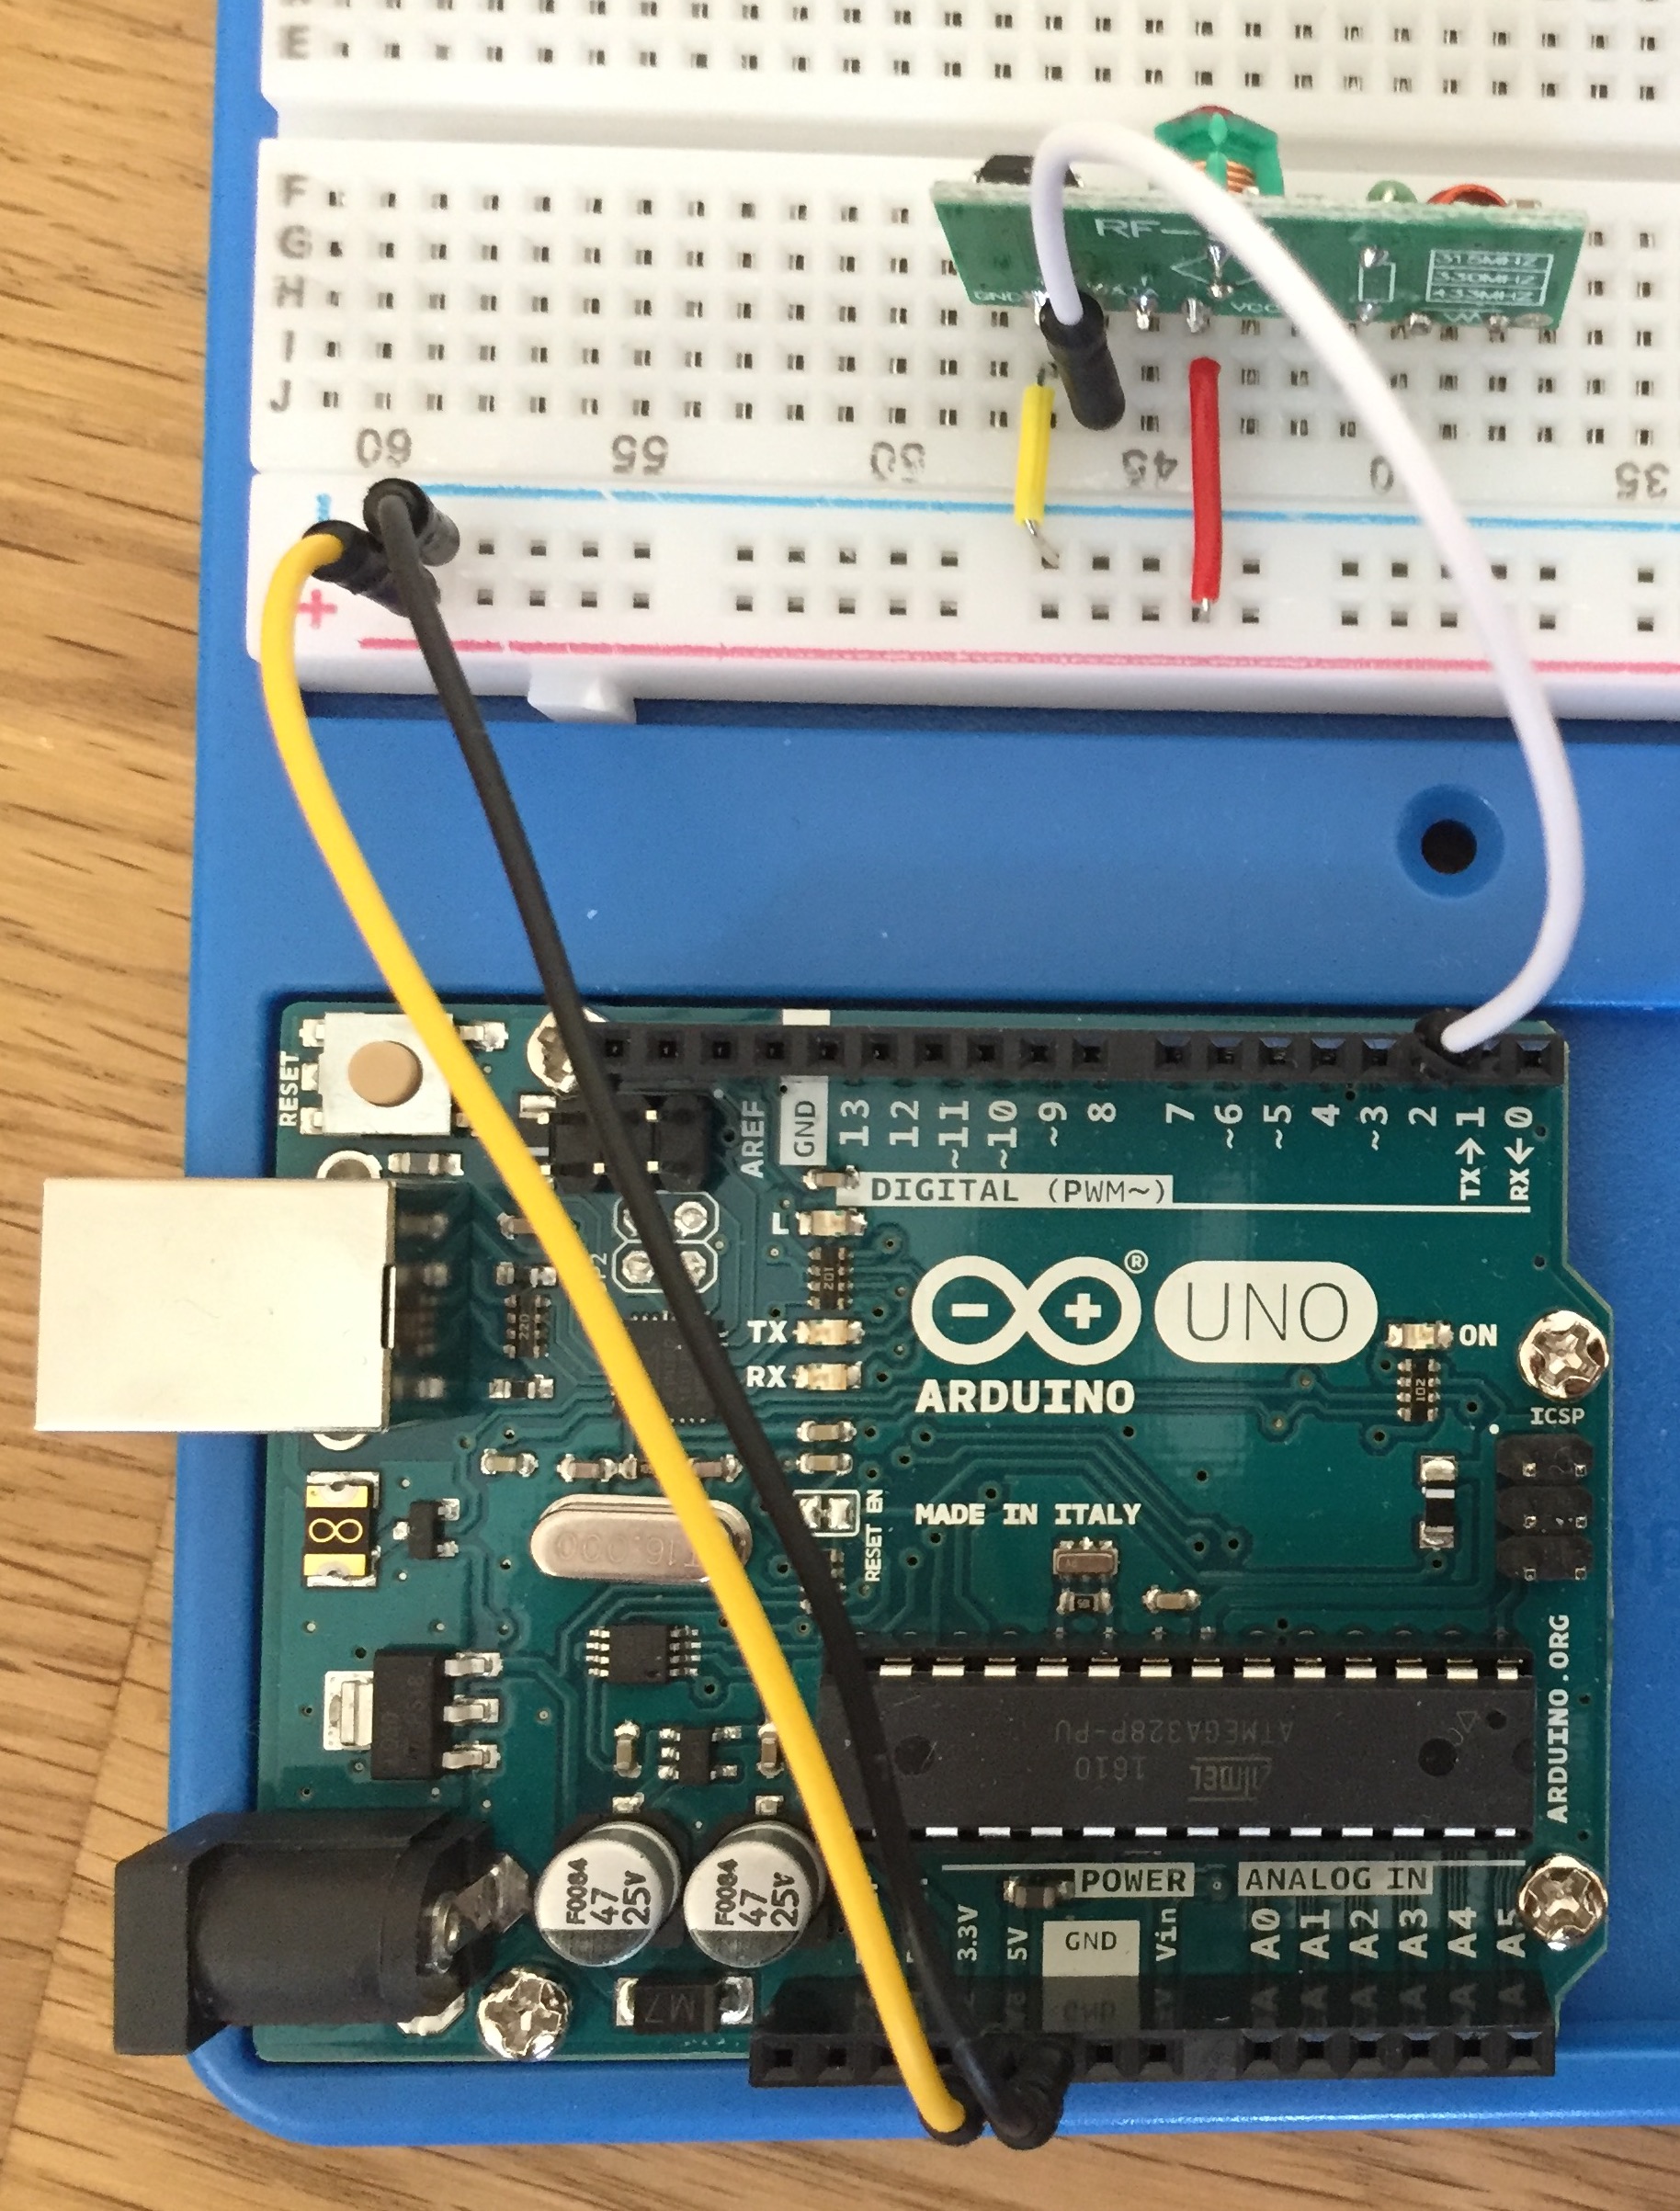 E
F
G
H
I
J
60
55
45
35
+
RF-
GND
VCC
315MHZ
330MHZ
433MHZ
RESET
AREF
GND
13
12
~11
~10
~9
8
7
~6
~5
4
~3
2
TX→1
RX←0
DIGITAL (PWM~)
L
TX
RX
UNO
®
ARDUINO
ON
ICSP
MADE IN ITALY
RESET EN
ARDUINO.ORG
ATMEGA328P-PU
1610
ATMEL
F0084
47
25V
F0084
47
25V
M7
3.3V
5V
GND
Vin
POWER
ANALOG IN
A0
A1
A2
A3
A4
A5